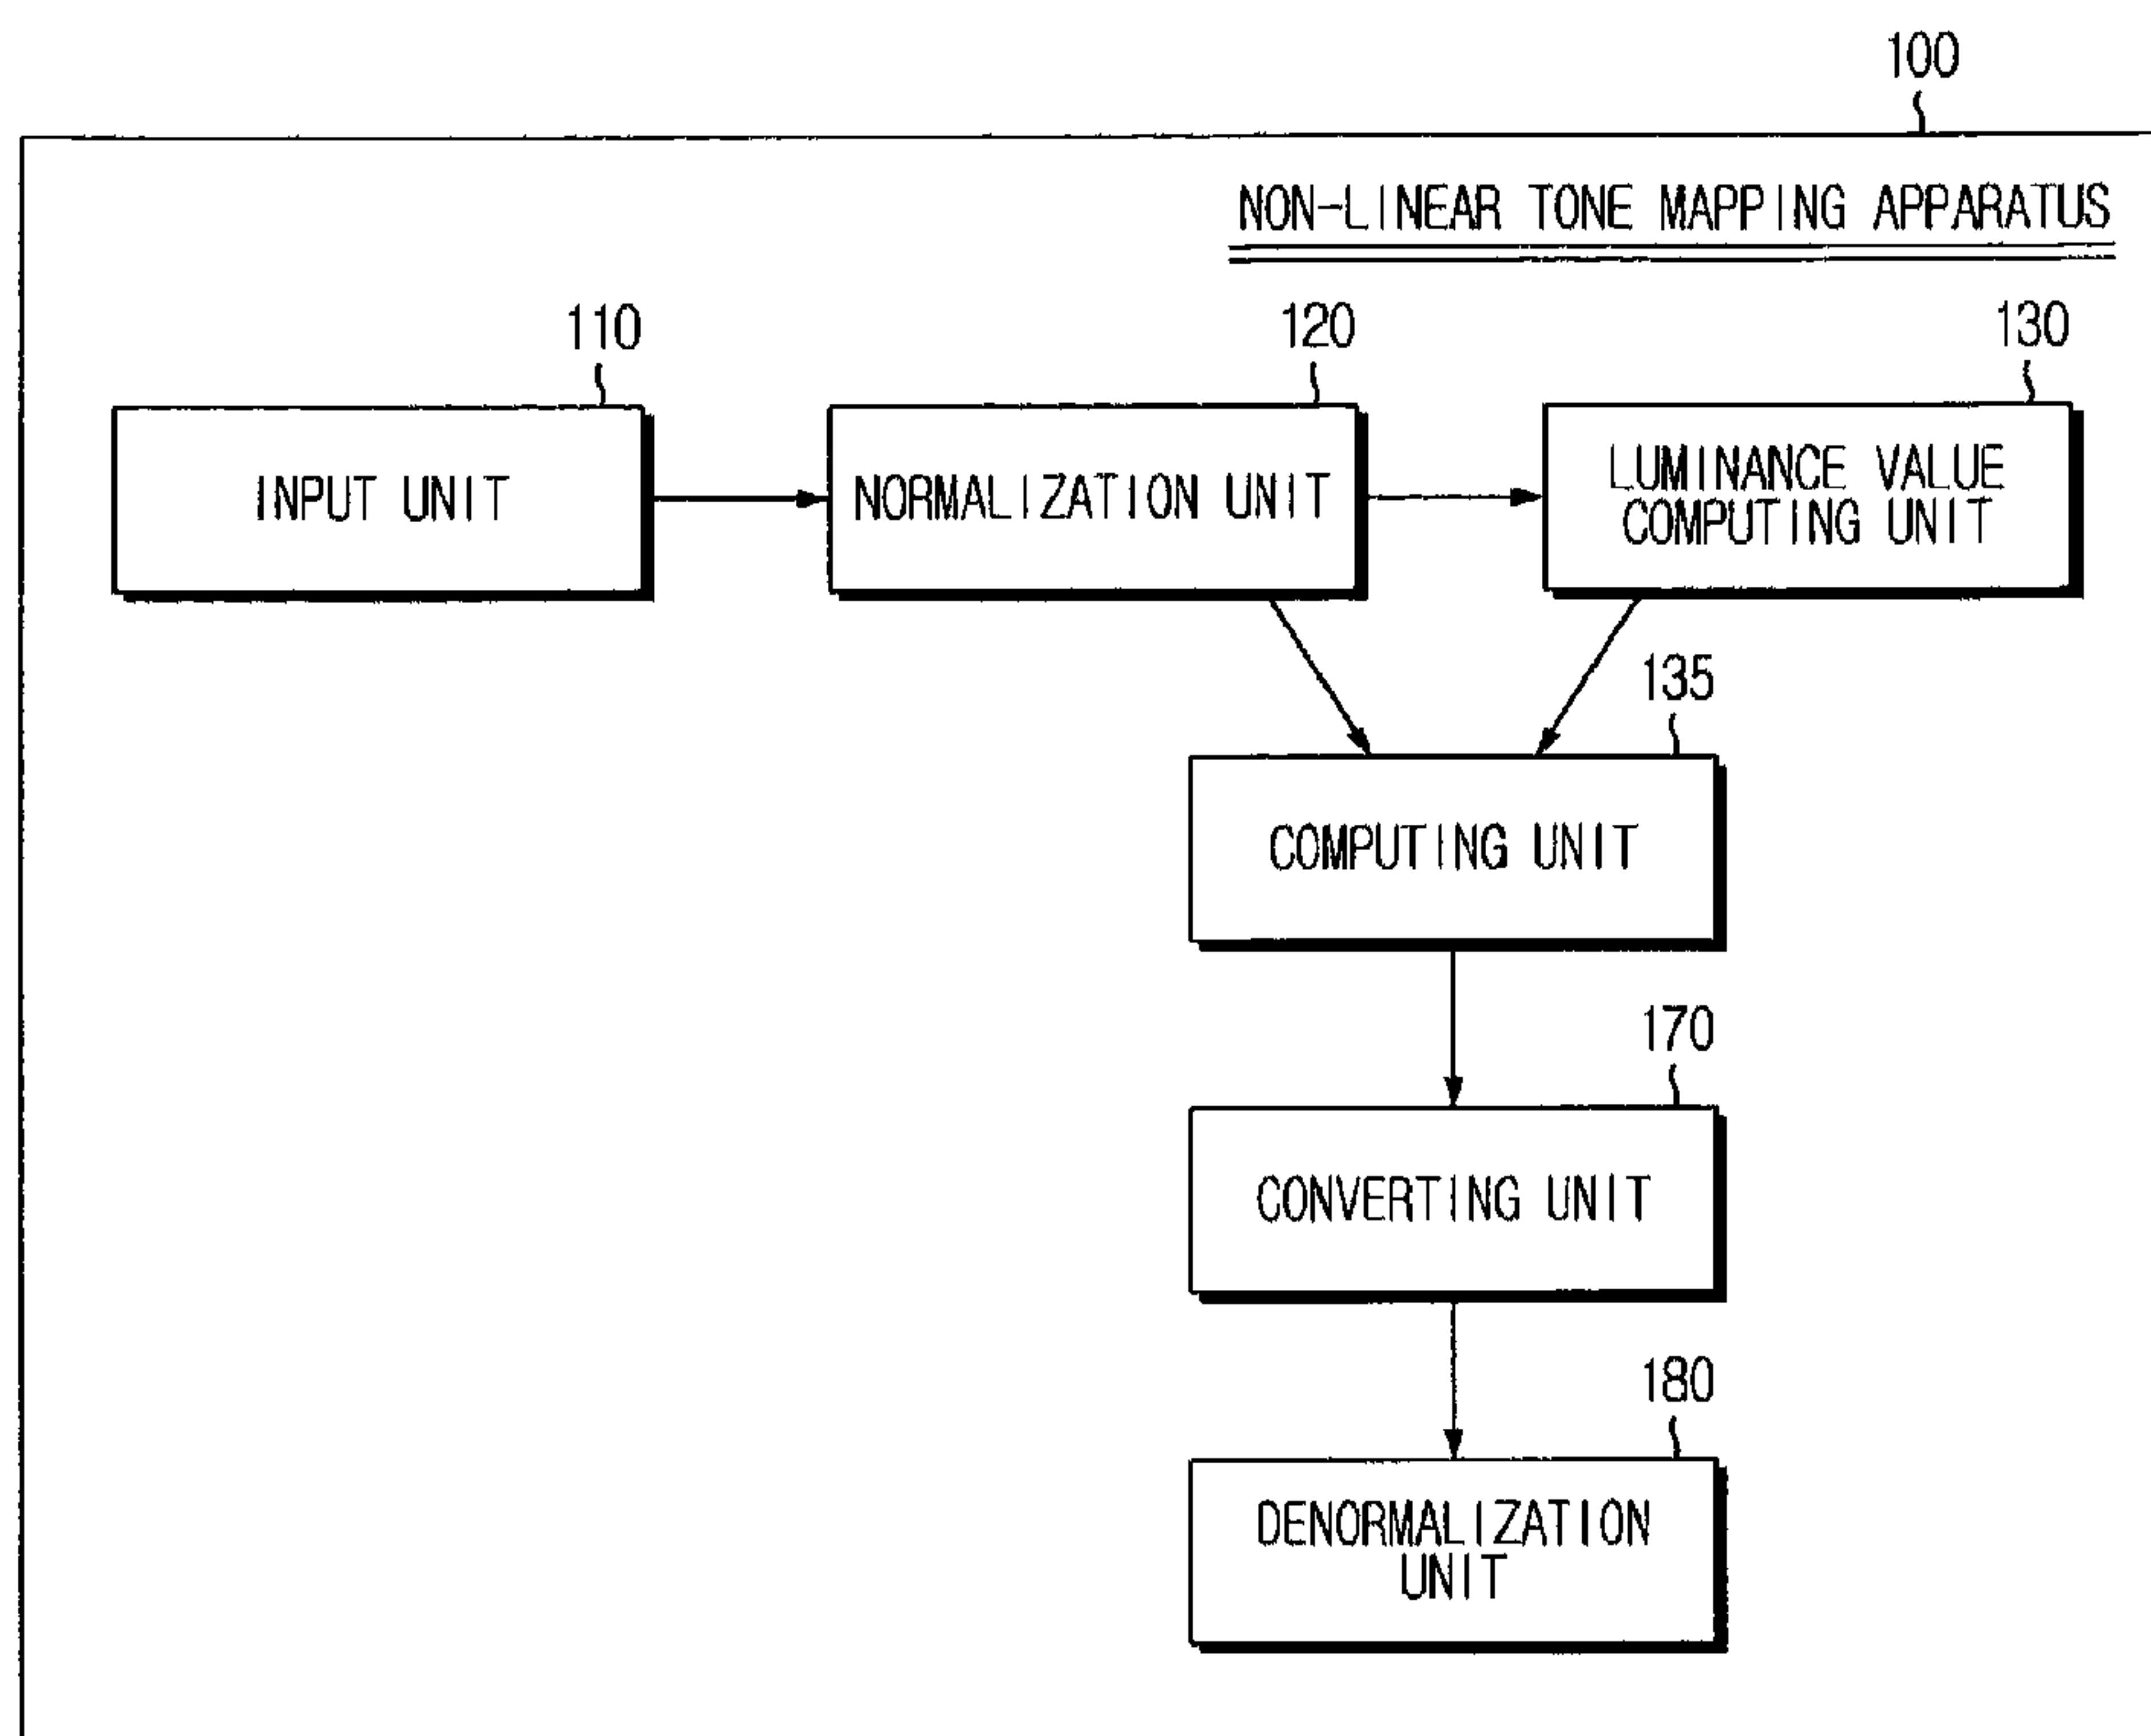 100
NON-LINEAR TONE MAPPING APPARATUS
110
120
130
INPUT UNIT
NORMALIZATION UNIT
LUMINANCE VALUE
COMPUTING UNIT
135
COMPUTING UNIT
170
CONVERTING UNIT
180
DENORMALIZATION
UNIT